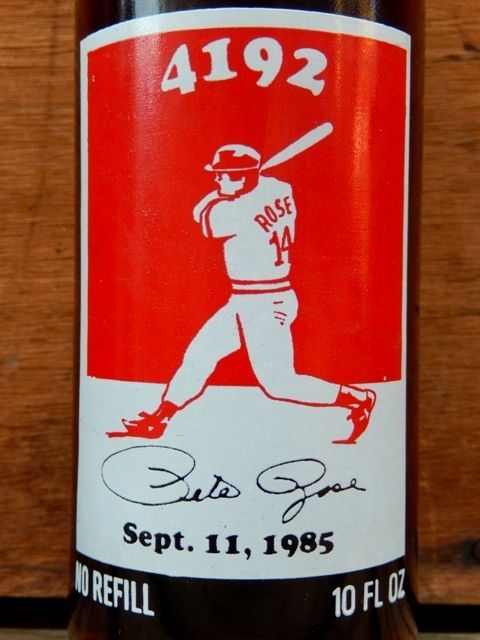 4192
ROSE
14
Pete Rose
Sept. 11, 1985
NO REFILL
10 FL OZ